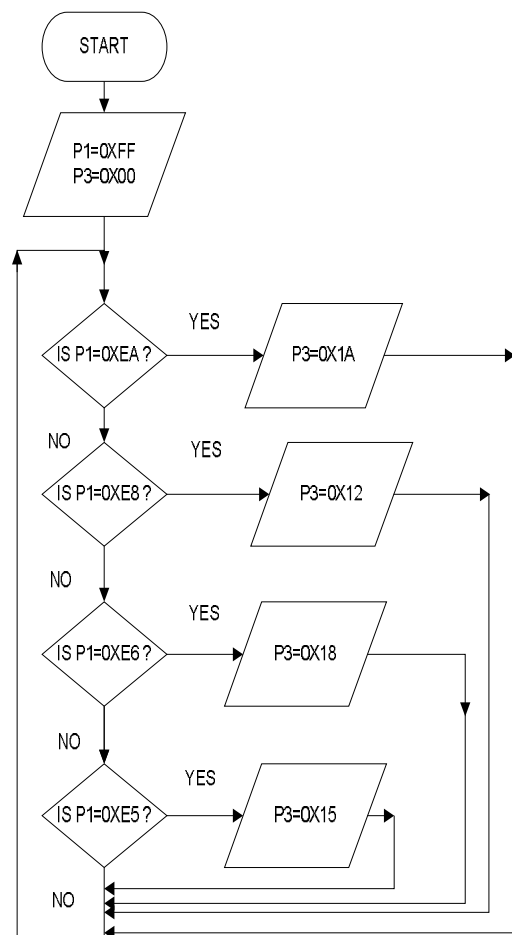 START
P1=0XFF
P3=0X00
YES
IS P1=0XEA ?
P3=0X1A
NO
YES
IS P1=0XE8 ?
P3=0X12
NO
YES
IS P1=0XE6 ?
P3=0X18
NO
YES
IS P1=0XE5 ?
P3=0X15
NO